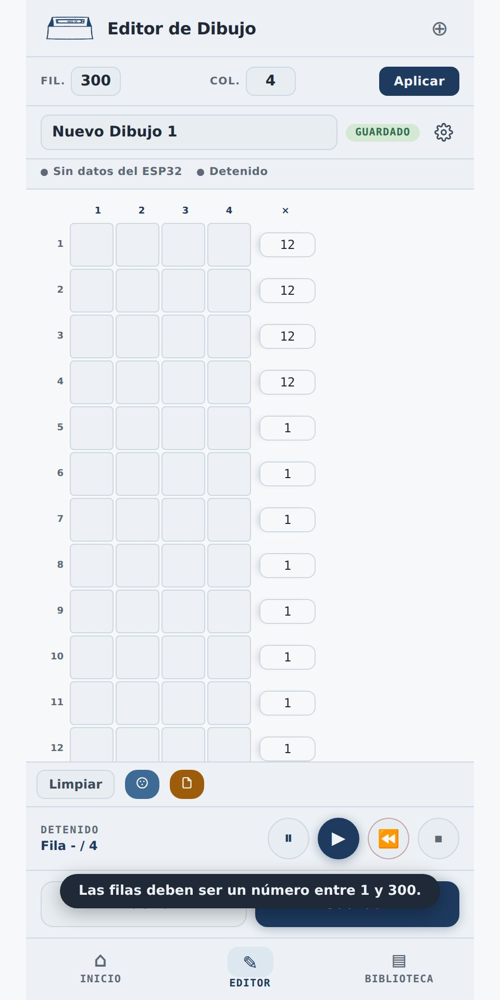 Editor de Dibujo
FIL. 300 COL. 4 Aplicar
Nuevo Dibujo 1 GUARDADO
Sin datos del ESP32 Detenido
1 2 3 4 ×
1 12
2 12
3 12
4 12
5 1
6 1
7 1
8 1
9 1
10 1
11 1
12 1
Limpiar
DETENIDO
Fila - / 4
Las filas deben ser un número entre 1 y 300.
INICIO EDITOR BIBLIOTECA